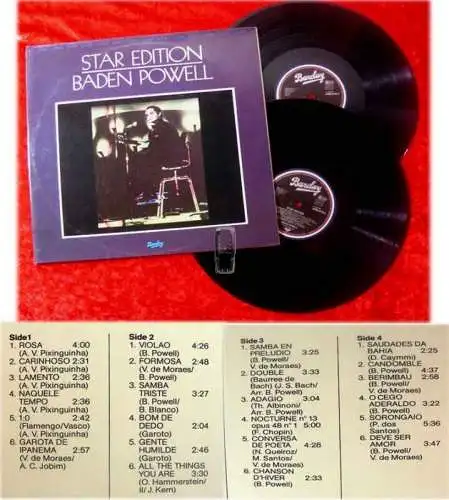 STAR EDITION
BADEN POWELL
Barclay
Barclay
Side1
1. ROSA 4:00
(A. V. Pixinguinha)
2. CARINHOSO 2:31
(A. V. Pixinguinha)
3. LAMENTO 2:36
(A. V. Pixinguinha)
4. NAQUELE
TEMPO 2:36
(A. V. Pixinguinha)
5. 1:0 2:42
(Flamengo/Vasco)
(A. V. Pixinguinha)
6. GAROTA DE
IPANEMA 2:57
(V. de Moraes/
A. C. Jobim)
Side 2
1. VIOLAO 4:26
(B. Powell)
2. FORMOSA 2:48
(V. de Moraes/
B. Powell)
3. SAMBA
TRISTE 3:27
(B. Powell/
B. Blanco)
4. BOM DE
DEDO 2:04
(Garoto)
5. GENTE
HUMILDE 2:46
(Garoto)
6. ALL THE THINGS
YOU ARE 3:30
(O. Hammerstein/
II/ J. Kern)
Side 3
1. SAMBA EN
PRELUDIO 3:25
(B. Powell/
V. de Moraes)
2. DOUBLE 3:33
(Baurree de
Bach) (J. S. Bach/
Arr. B. Powell)
3. ADAGIO 3:04
(Th. Albinoni/
Arr. B. Powell)
4. NOCTURNE nº 13
opus 48 nº 1 5:00
(F. Chopin)
5. CONVERSA
DE POETA 4:28
(N. Queiroz/
M. Santos/
V. de Moraes)
6. CHANSON
D'HIVER 2:33
(B. Powell)
Side 4
1. SAUDADES DA
BAHIA 2:25
(D. Caymmi)
2. CANDOMBLE
(B. Powell) 4:37
3. BERIMBAU 2:58
(B. Powell/
V. de Moraes)
4. O CEGO
ADERALDO 3:22
(B. Powell)
5. SORONGAIO
(P. dos 5:36
Santos)
6. DEVE SER
AMOR 3:47
(B. Powell/
V. de Moraes)